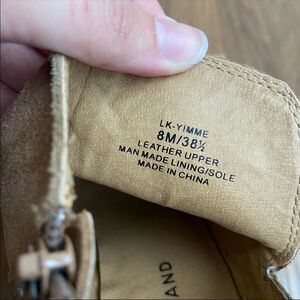 LK-YIMME
8M/38½
LEATHER UPPER
MAN MADE LINING/SOLE
MADE IN CHINA
AND